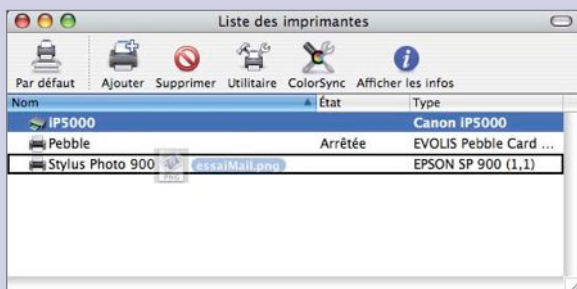 Liste des imprimantes
Par défaut Ajouter Supprimer Utilitaire ColorSync Afficher les infos
Nom État Type
iP5000 Canon iP5000
Pebble Arrêtée EVOLIS Pebble Card ...
Stylus Photo 900 essaiMail.png EPSON SP 900 (1,1)
PNG